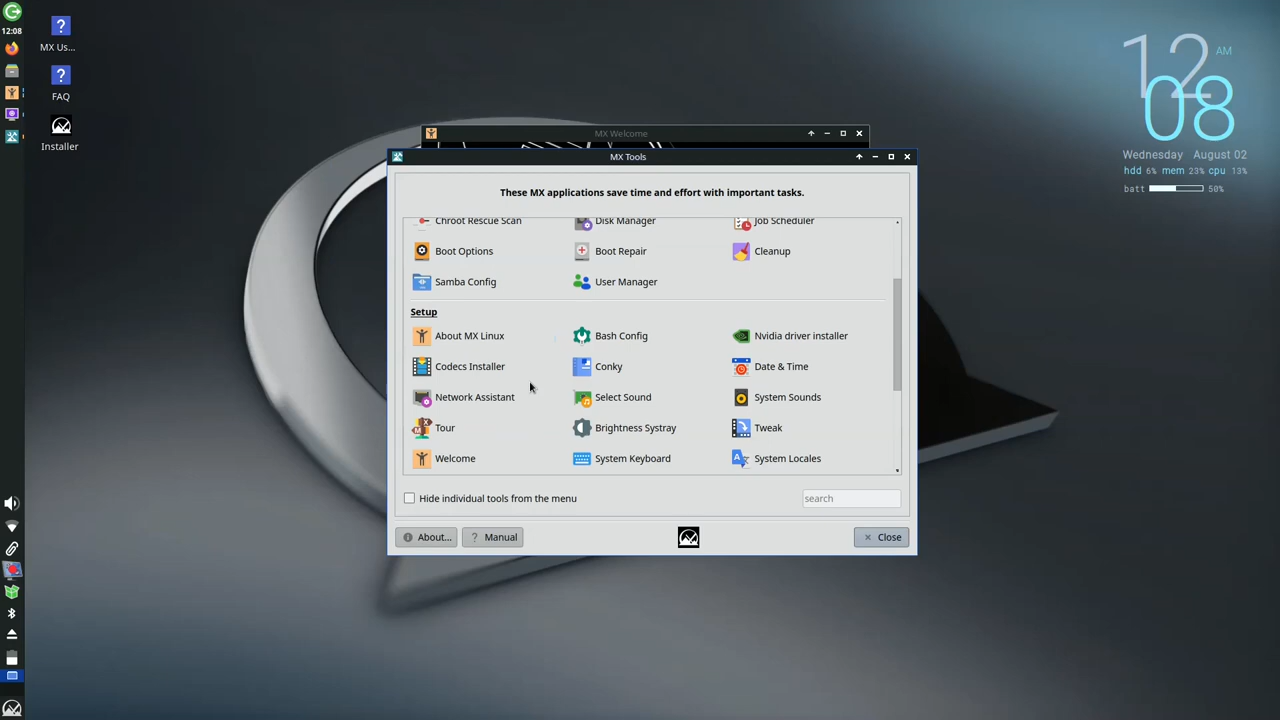 12:08
MX Us...
FAQ
Installer
12 AM
08
Wednesday August 02
hdd 6% mem 23% cpu 13%
batt 50%
MX Welcome
MX Tools
These MX applications save time and effort with important tasks.
Chroot Rescue Scan Disk Manager Job Scheduler
Boot Options Boot Repair Cleanup
Samba Config User Manager
Setup
About MX Linux Bash Config Nvidia driver installer
Codecs Installer Conky Date & Time
Network Assistant Select Sound System Sounds
Tour Brightness Systray Tweak
Welcome System Keyboard System Locales
Hide individual tools from the menu search
About... ? Manual Close